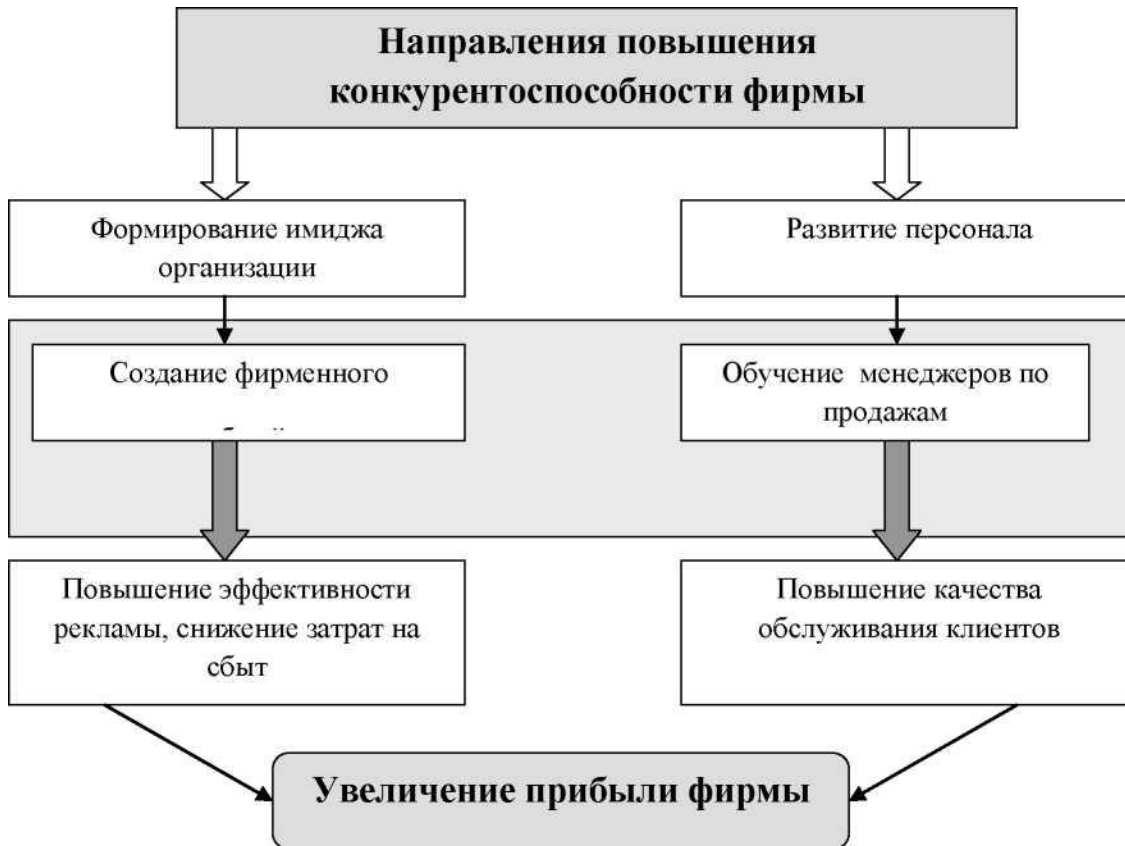 Направления повышения
конкурентоспособности фирмы
Формирование имиджа
организации
Развитие персонала
Создание фирменного
Обучение менеджеров по
продажам
Повышение эффективности
рекламы, снижение затрат на
сбыт
Повышение качества
обслуживания клиентов
Увеличение прибыли фирмы